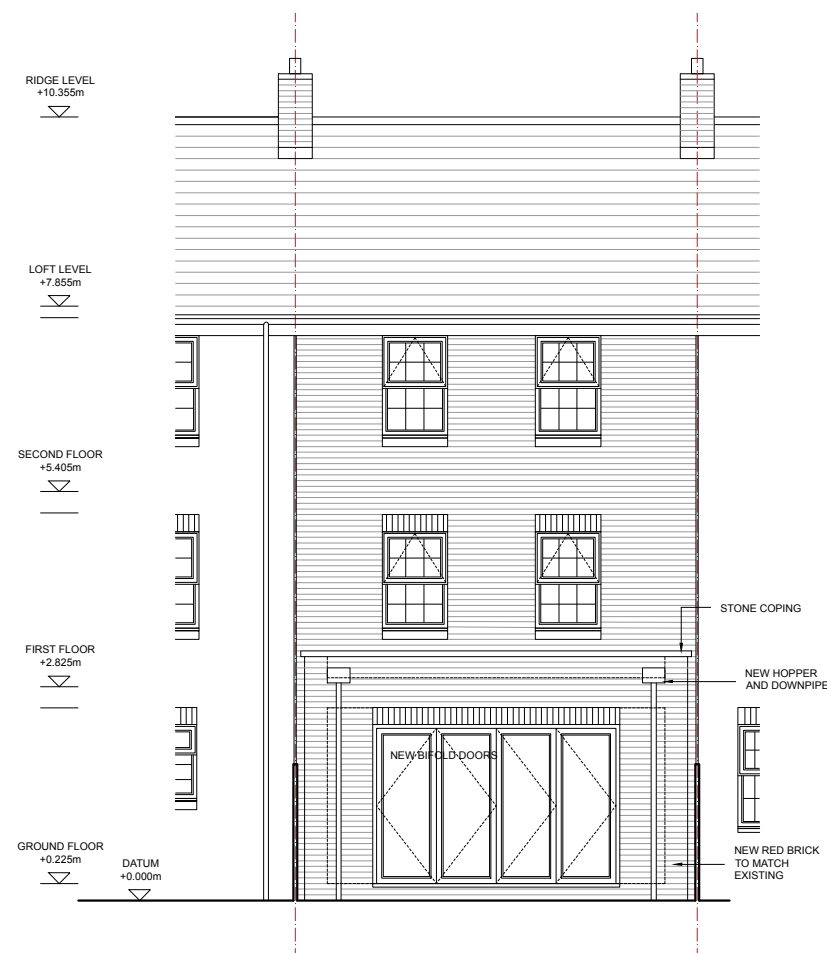 RIDGE LEVEL
+10.355m
LOFT LEVEL
+7.855m
SECOND FLOOR
+5.405m
STONE COPING
FIRST FLOOR
+2.825m
NEW HOPPER
AND DOWNPIPE
NEW BIFOLD DOORS
GROUND FLOOR
+0.225m
DATUM
+0.000m
NEW RED BRICK
TO MATCH
EXISTING